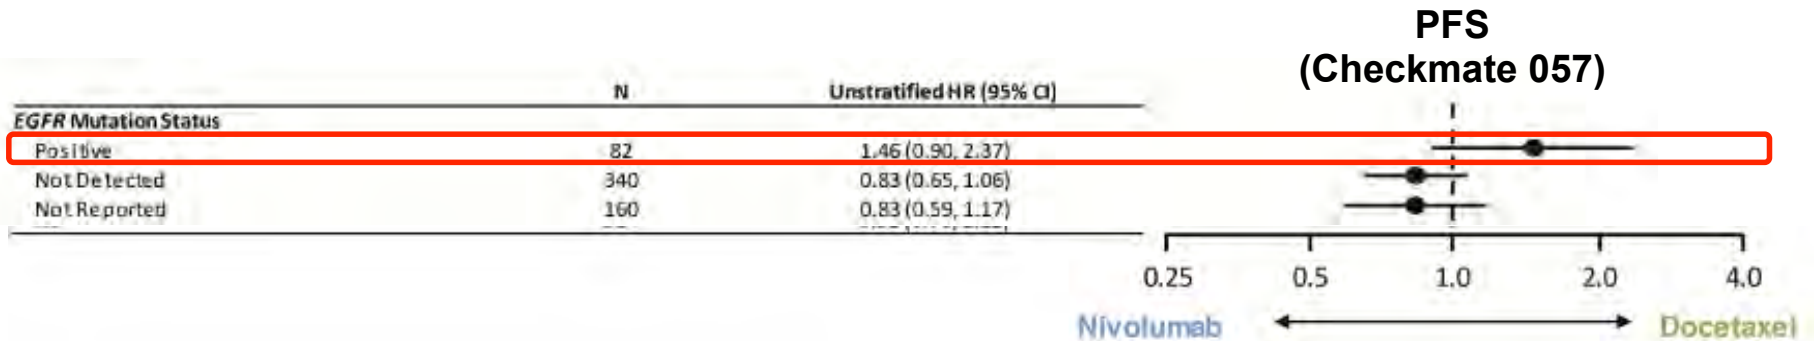 PFS
(Checkmate 057)
N Unstratified HR (95% CI)
EGFR Mutation Status
Positive 82 1.46 (0.90, 2.37)
Not Detected 340 0.83 (0.65, 1.06)
Not Reported 160 0.83 (0.59, 1.17)
0.25 0.5 1.0 2.0 4.0
Nivolumab Docetaxel